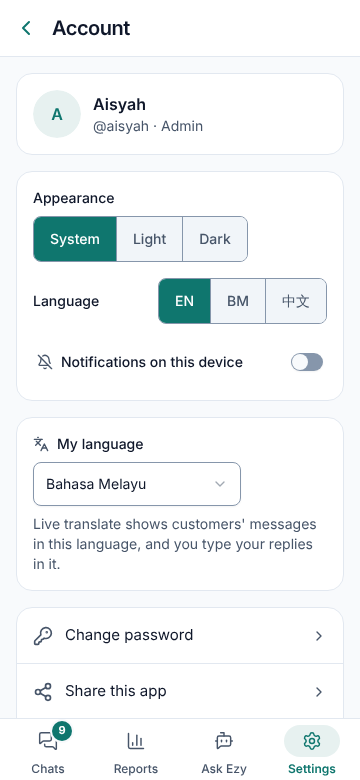 Account
A
Aisyah
@aisyah · Admin
Appearance
System Light Dark
Language EN BM 中文
Notifications on this device
My language
Bahasa Melayu
Live translate shows customers' messages
in this language, and you type your replies
in it.
Change password
Share this app
9
Chats Reports Ask Ezy Settings